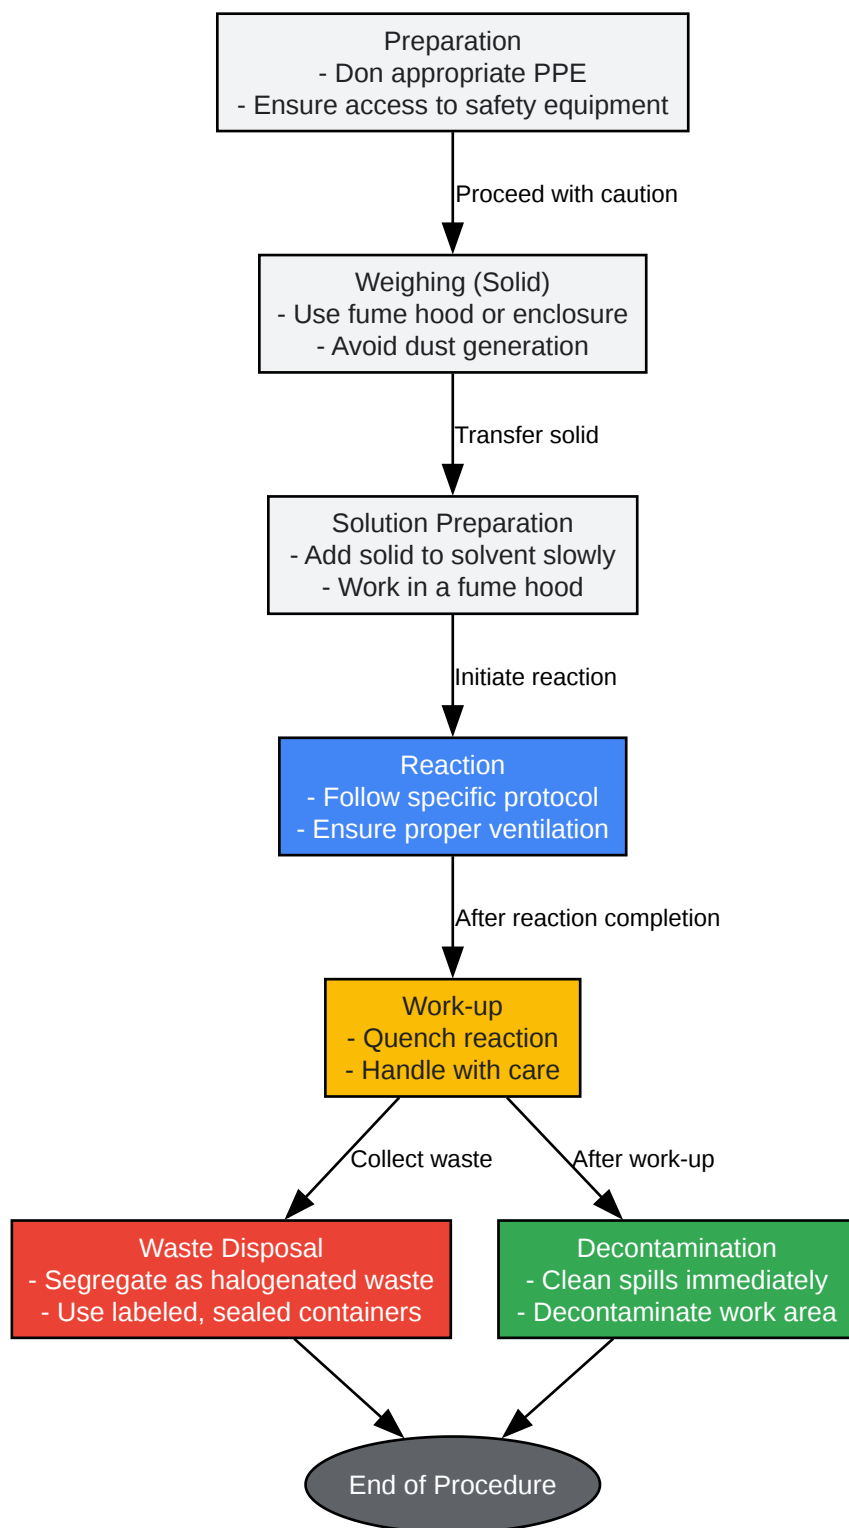 Preparation
- Don appropriate PPE
- Ensure access to safety equipment
Proceed with caution
Weighing (Solid)
- Use fume hood or enclosure
- Avoid dust generation
Transfer solid
Solution Preparation
- Add solid to solvent slowly
- Work in a fume hood
Initiate reaction
Reaction
- Follow specific protocol
- Ensure proper ventilation
After reaction completion
Work-up
- Quench reaction
- Handle with care
Collect waste
After work-up
Waste Disposal
- Segregate as halogenated waste
- Use labeled, sealed containers
Decontamination
- Clean spills immediately
- Decontaminate work area
End of Procedure